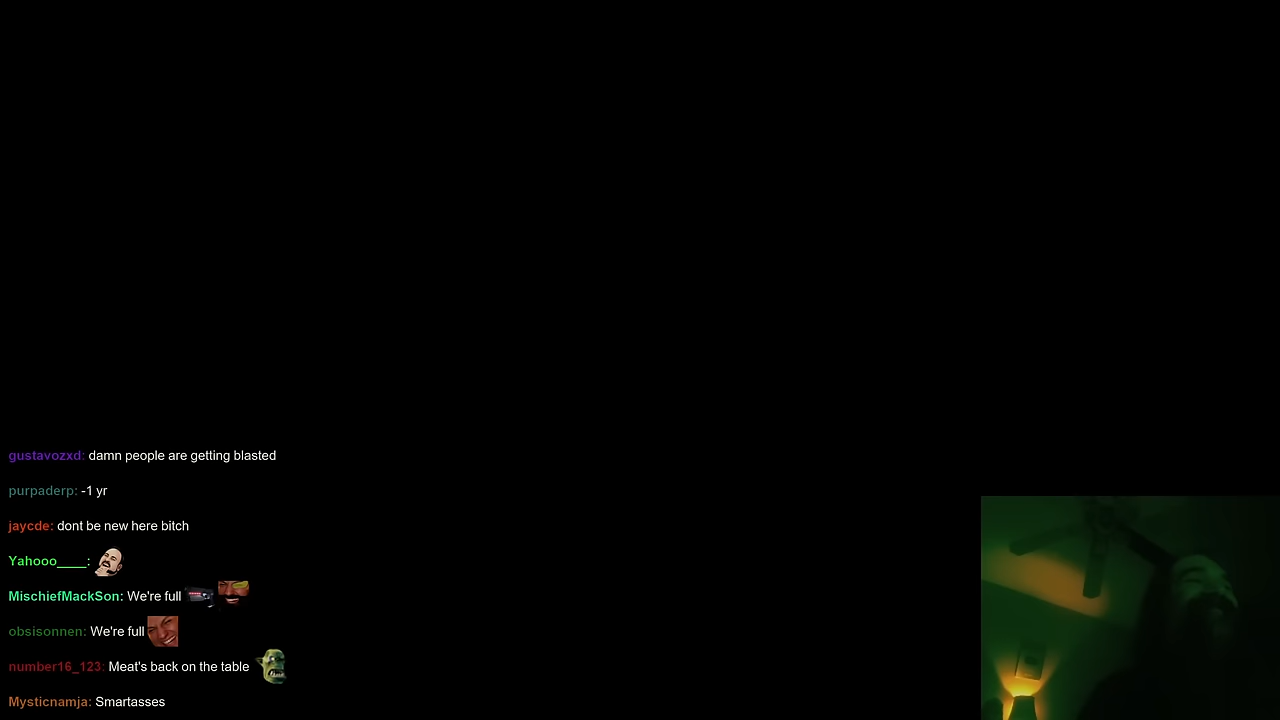 gustavozxd: damn people are getting blasted
purpaderp: -1 yr
jaycde: dont be new here bitch
Yahooo____:
MischiefMackSon: We're full
obsisonnen: We're full
number16_123: Meat's back on the table
Mysticnamja: Smartasses